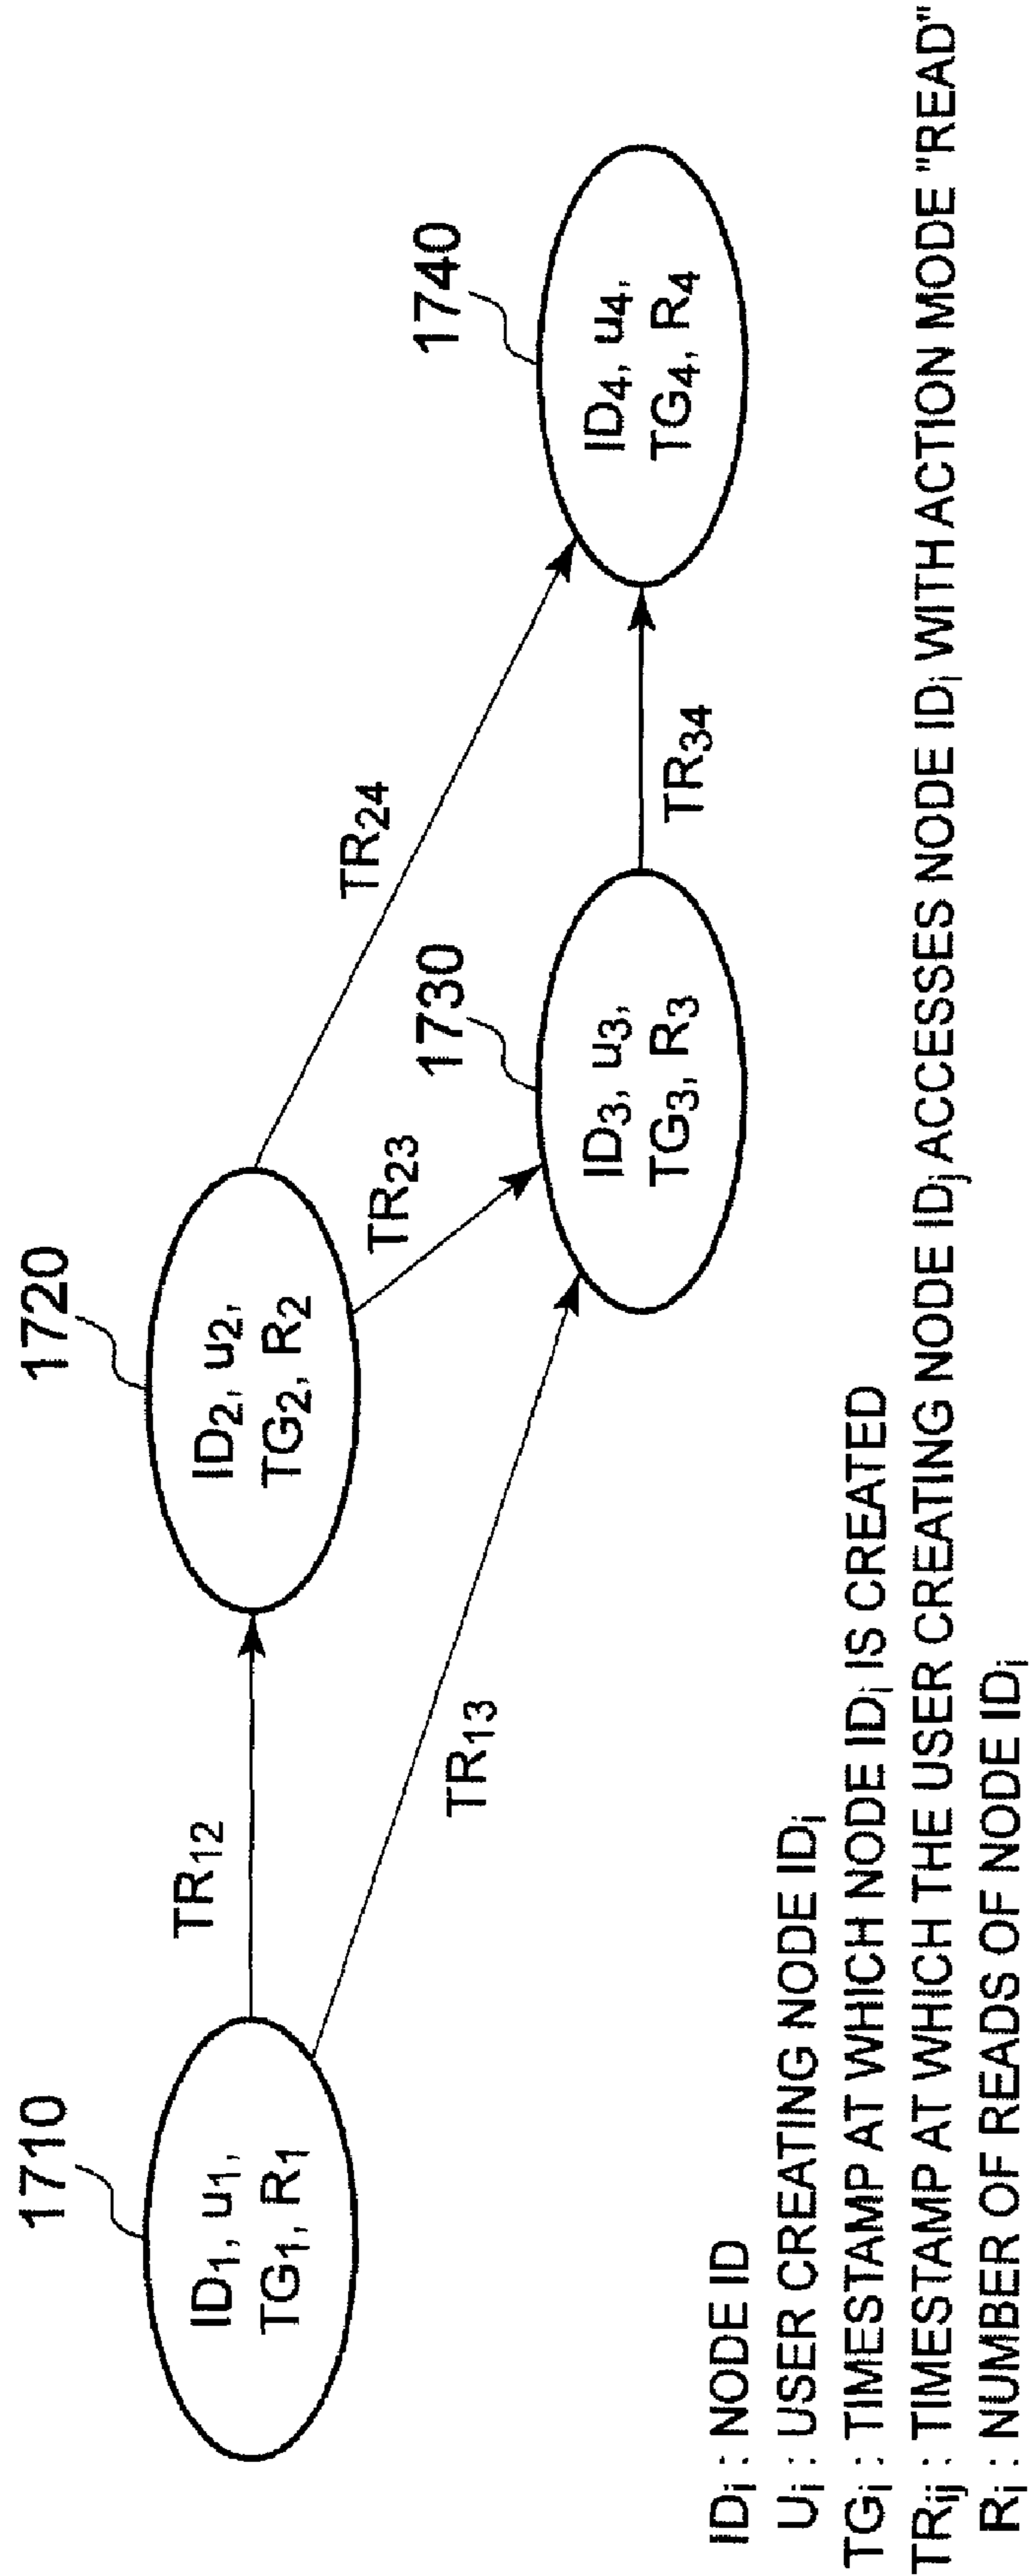 1710
ID₁, u₁,
TG₁, R₁
TR₁₂
TR₁₃
1720
ID₂, u₂,
TG₂, R₂
TR₂₃
TR₂₄
1730
ID₃, u₃,
TG₃, R₃
TR₃₄
1740
ID₄, u₄,
TG₄, R₄
IDᵢ : NODE ID
Uᵢ : USER CREATING NODE IDᵢ
TGᵢ : TIMESTAMP AT WHICH NODE IDᵢ IS CREATED
TRᵢⱼ : TIMESTAMP AT WHICH THE USER CREATING NODE IDⱼ ACCESSES NODE IDᵢ WITH ACTION MODE "READ"
Rᵢ : NUMBER OF READS OF NODE IDᵢ